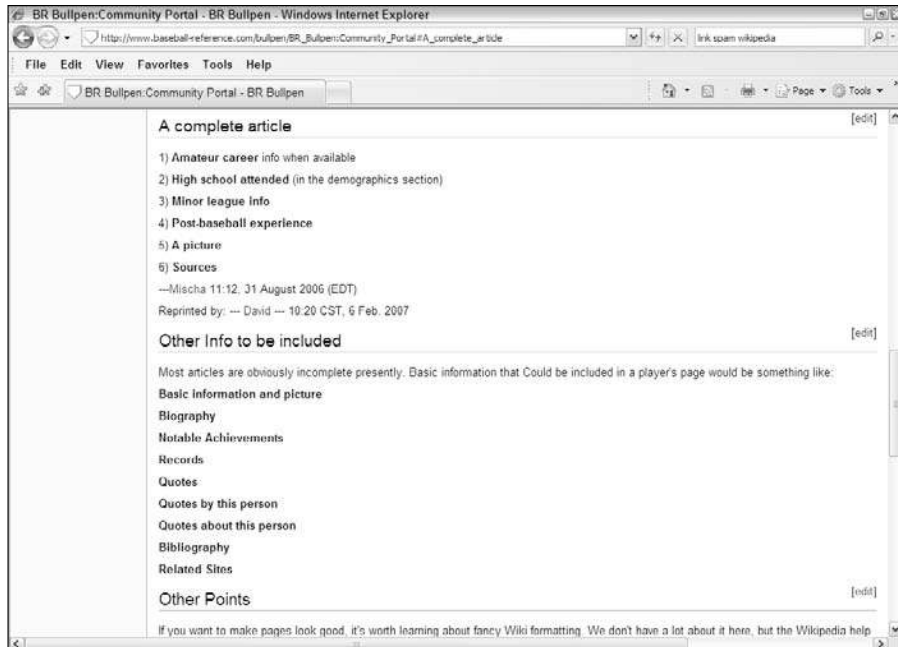 BR Bullpen:Community Portal - BR Bullpen - Windows Internet Explorer
http://www.baseball-reference.com/bullpen/BR_Bullpen:Community_Portal#A_complete_article
link spam wikipedia
File Edit View Favorites Tools Help
BR Bullpen:Community Portal - BR Bullpen
Page Tools
A complete article [edit]
1) Amateur career info when available
2) High school attended (in the demographics section)
3) Minor league info
4) Post-baseball experience
5) A picture
6) Sources
---Mischa 11:12, 31 August 2006 (EDT)
Reprinted by: --- David --- 10:20 CST, 6 Feb. 2007
Other Info to be included [edit]
Most articles are obviously incomplete presently. Basic information that Could be included in a player's page would be something like:
Basic information and picture
Biography
Notable Achievements
Records
Quotes
Quotes by this person
Quotes about this person
Bibliography
Related Sites
Other Points [edit]
If you want to make pages look good, it's worth learning about fancy Wiki formatting. We don't have a lot about it here, but the Wikipedia help